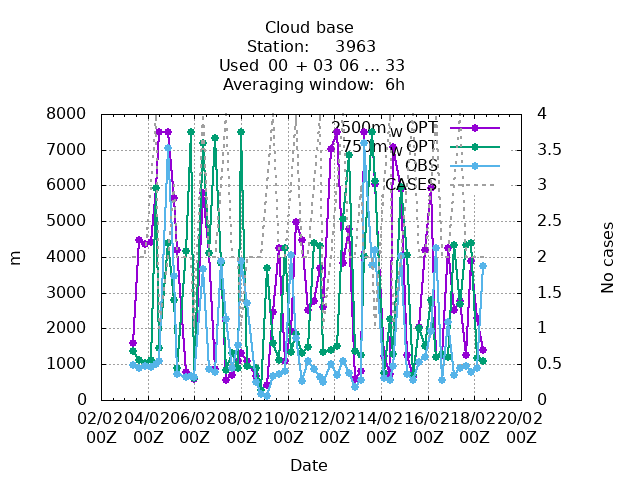 Cloud base
Station: 3963
Used 00 + 03 06 ... 33
Averaging window: 6h
8000
7000
6000
5000
4000
3000
2000
1000
0
m
4
3.5
3
2.5
2
1.5
1
0.5
0
No cases
2500m_W OPT
750m_W OPT
OBS
CASES
02/02 04/02 06/02 08/02 10/02 12/02 14/02 16/02 18/02 20/02
00Z 00Z 00Z 00Z 00Z 00Z 00Z 00Z 00Z 00Z
Date